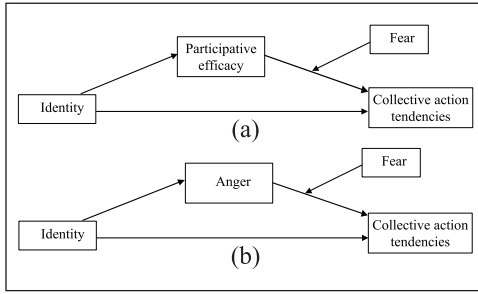 Fear
Participative
efficacy
Identity
Collective action
tendencies
(a)
Fear
Anger
Identity
Collective action
tendencies
(b)